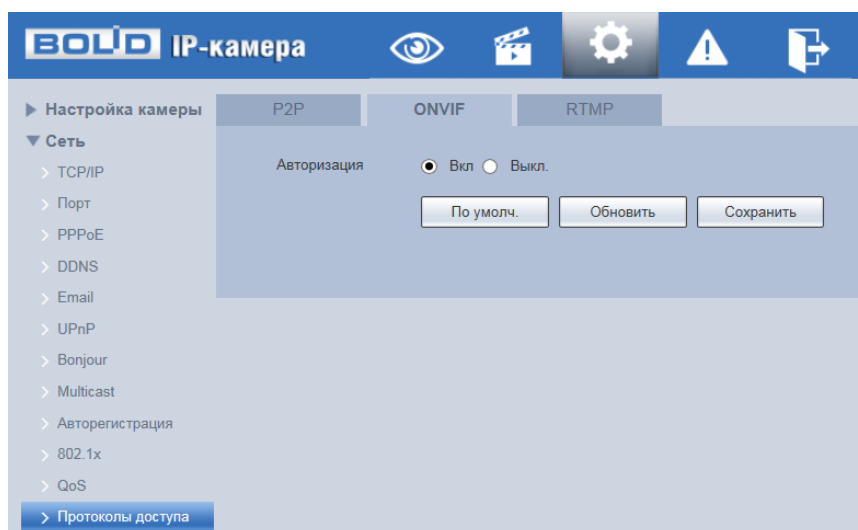 BOLID IP-камера
Настройка камеры
Сеть
TCP/IP
Порт
PPPoE
DDNS
Email
UPnP
Bonjour
Multicast
Авторегистрация
802.1x
QoS
Протоколы доступа
P2P ONVIF RTMP
Авторизация Вкл Выкл.
По умолч. Обновить Сохранить